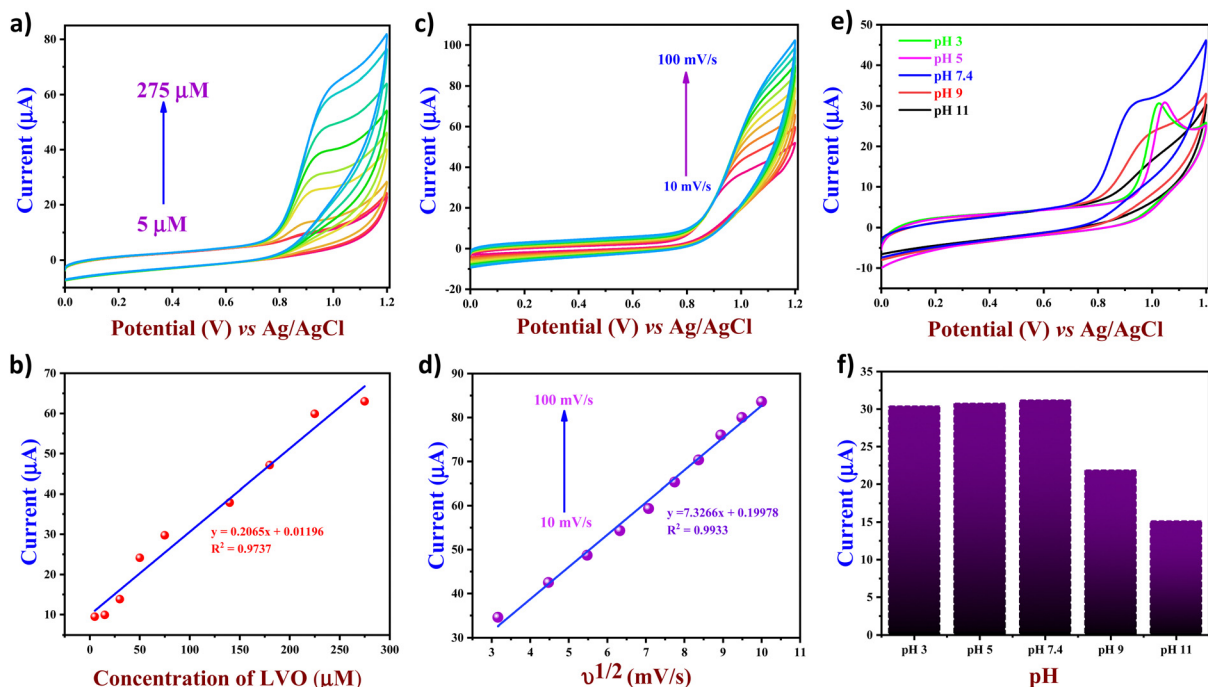 a)
80
60
40
20
0
Current (µA)
275 µM
5 µM
0.0 0.2 0.4 0.6 0.8 1.0 1.2
Potential (V) vs Ag/AgCl
c)
100
80
60
40
20
0
-20
Current (µA)
100 mV/s
10 mV/s
0.0 0.2 0.4 0.6 0.8 1.0 1.2
Potential (V) vs Ag/AgCl
e)
50
40
30
20
10
0
-10
Current (µA)
pH 3
pH 5
pH 7.4
pH 9
pH 11
0.0 0.2 0.4 0.6 0.8 1.0 1.2
Potential (V) vs Ag/AgCl
b)
70
60
50
40
30
20
10
Current (µA)
y = 0.2065x + 0.01196
R² = 0.9737
0 50 100 150 200 250 300
Concentration of LVO (µM)
d)
90
80
70
60
50
40
30
Current (µA)
100 mV/s
10 mV/s
y =7.3266x + 0.19978
R² = 0.9933
3 4 5 6 7 8 9 10 11
υ^1/2 (mV/s)
f)
35
30
25
20
15
10
5
0
Current (µA)
pH 3 pH 5 pH 7.4 pH 9 pH 11
pH